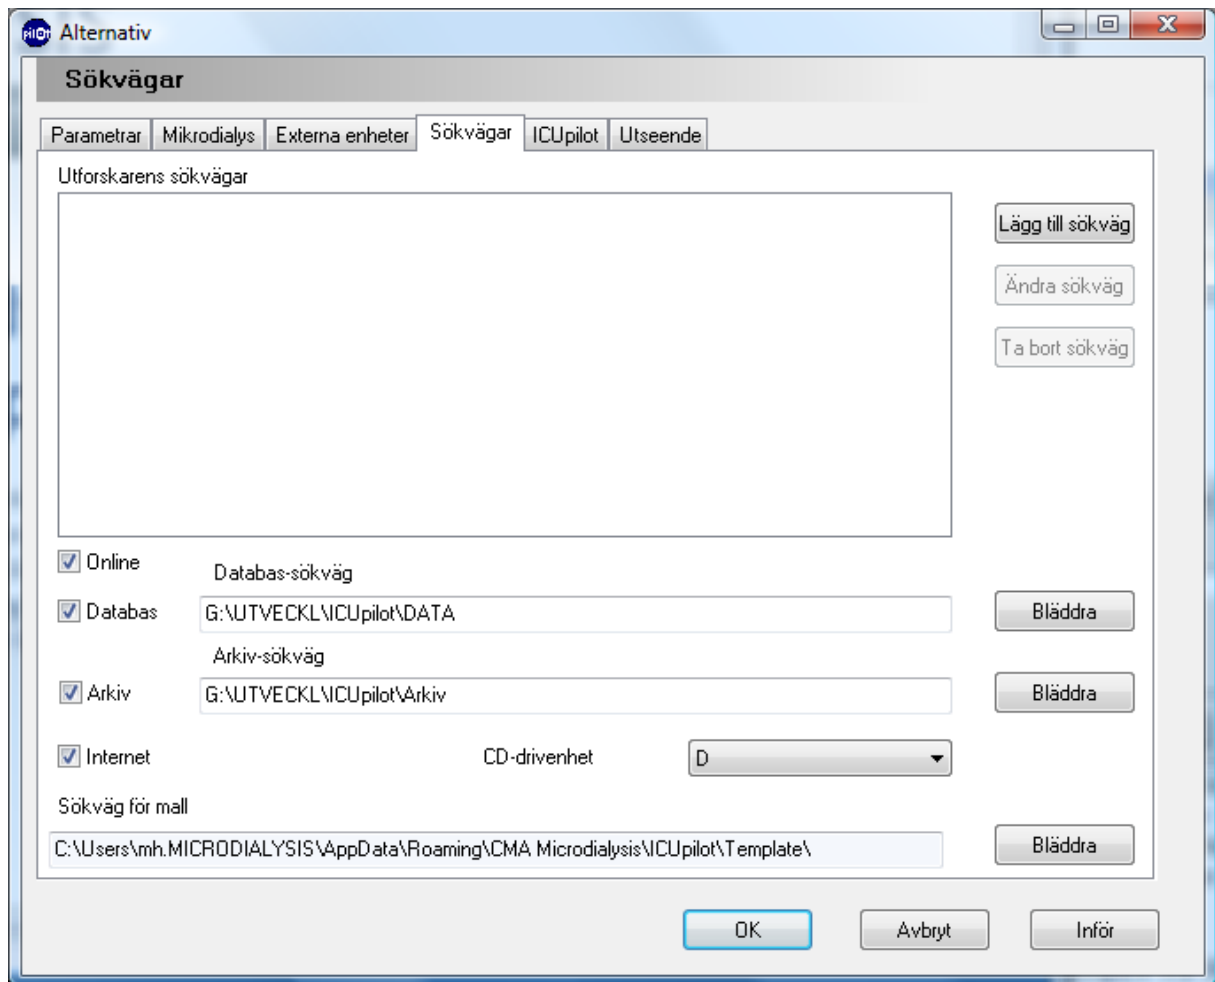 PilOt
Alternativ
Sökvägar
Parametrar Mikrodialys Externa enheter Sökvägar ICUpilot Utseende
Utforskarens sökvägar
Lägg till sökväg
Ändra sökväg
Ta bort sökväg
Online
Databas-sökväg
Databas G:\UTVECKL\ICUpilot\DATA Bläddra
Arkiv-sökväg
Arkiv G:\UTVECKL\ICUpilot\Arkiv Bläddra
Internet CD-drivenhet D
Sökväg för mall
C:\Users\mh.MICRODIALYSIS\AppData\Roaming\CMA Microdialysis\ICUpilot\Template\ Bläddra
OK Avbryt Inför